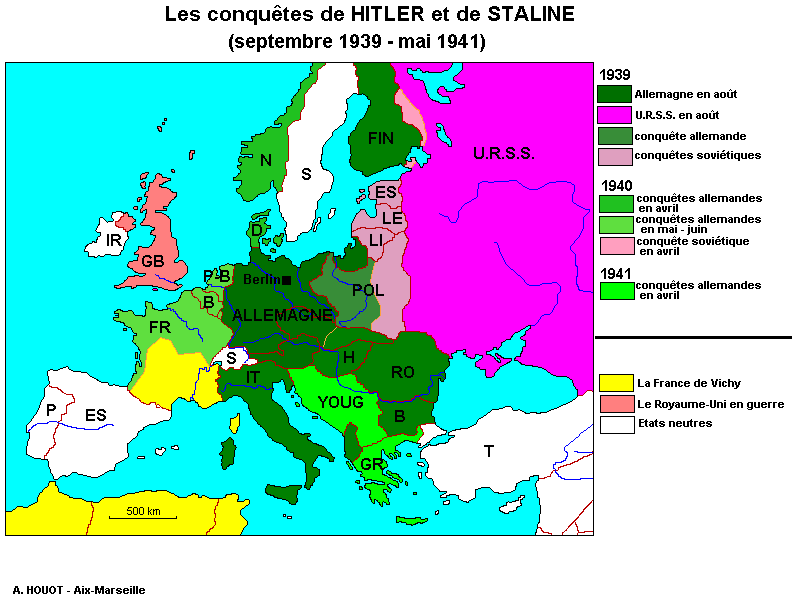 Les conquêtes de HITLER et de STALINE
(septembre 1939 - mai 1941)
1939
Allemagne en août
U.R.S.S. en août
conquête allemande
conquêtes soviétiques
1940
conquêtes allemandes
en avril
conquêtes allemandes
en mai - juin
conquête soviétique
en avril
1941
conquêtes allemandes
en avril
La France de Vichy
Le Royaume-Uni en guerre
Etats neutres
FIN
U.R.S.S.
N
S
ES
LE
D
LI
IR
GB
P-B
Berlin
POL
B
ALLEMAGNE
FR
S
H
IT
RO
P
ES
YOUG
B
T
GR
500 km
A. HOUOT - Aix-Marseille